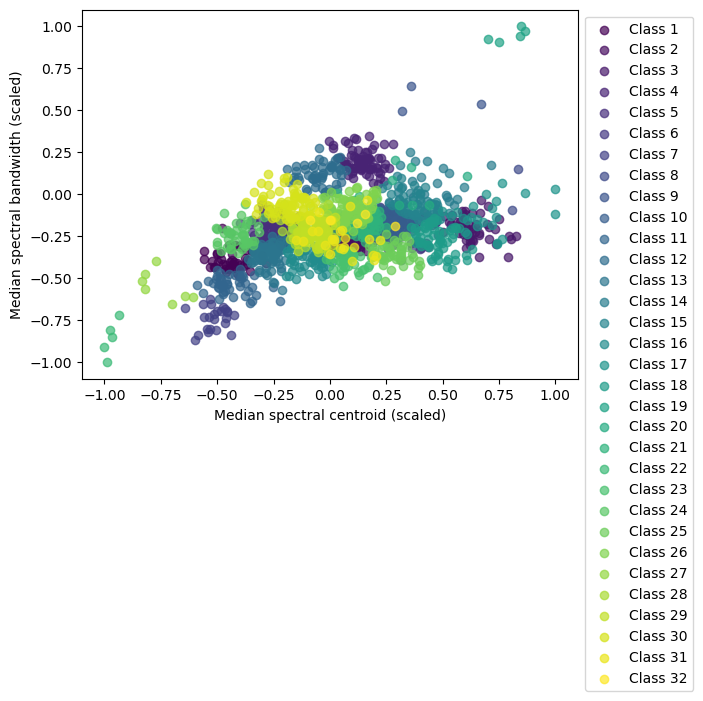 1.00
0.75
0.50
0.25
0.00
−0.25
−0.50
−0.75
−1.00
Median spectral bandwidth (scaled)
−1.00 −0.75 −0.50 −0.25 0.00 0.25 0.50 0.75 1.00
Median spectral centroid (scaled)
Class 1
Class 2
Class 3
Class 4
Class 5
Class 6
Class 7
Class 8
Class 9
Class 10
Class 11
Class 12
Class 13
Class 14
Class 15
Class 16
Class 17
Class 18
Class 19
Class 20
Class 21
Class 22
Class 23
Class 24
Class 25
Class 26
Class 27
Class 28
Class 29
Class 30
Class 31
Class 32